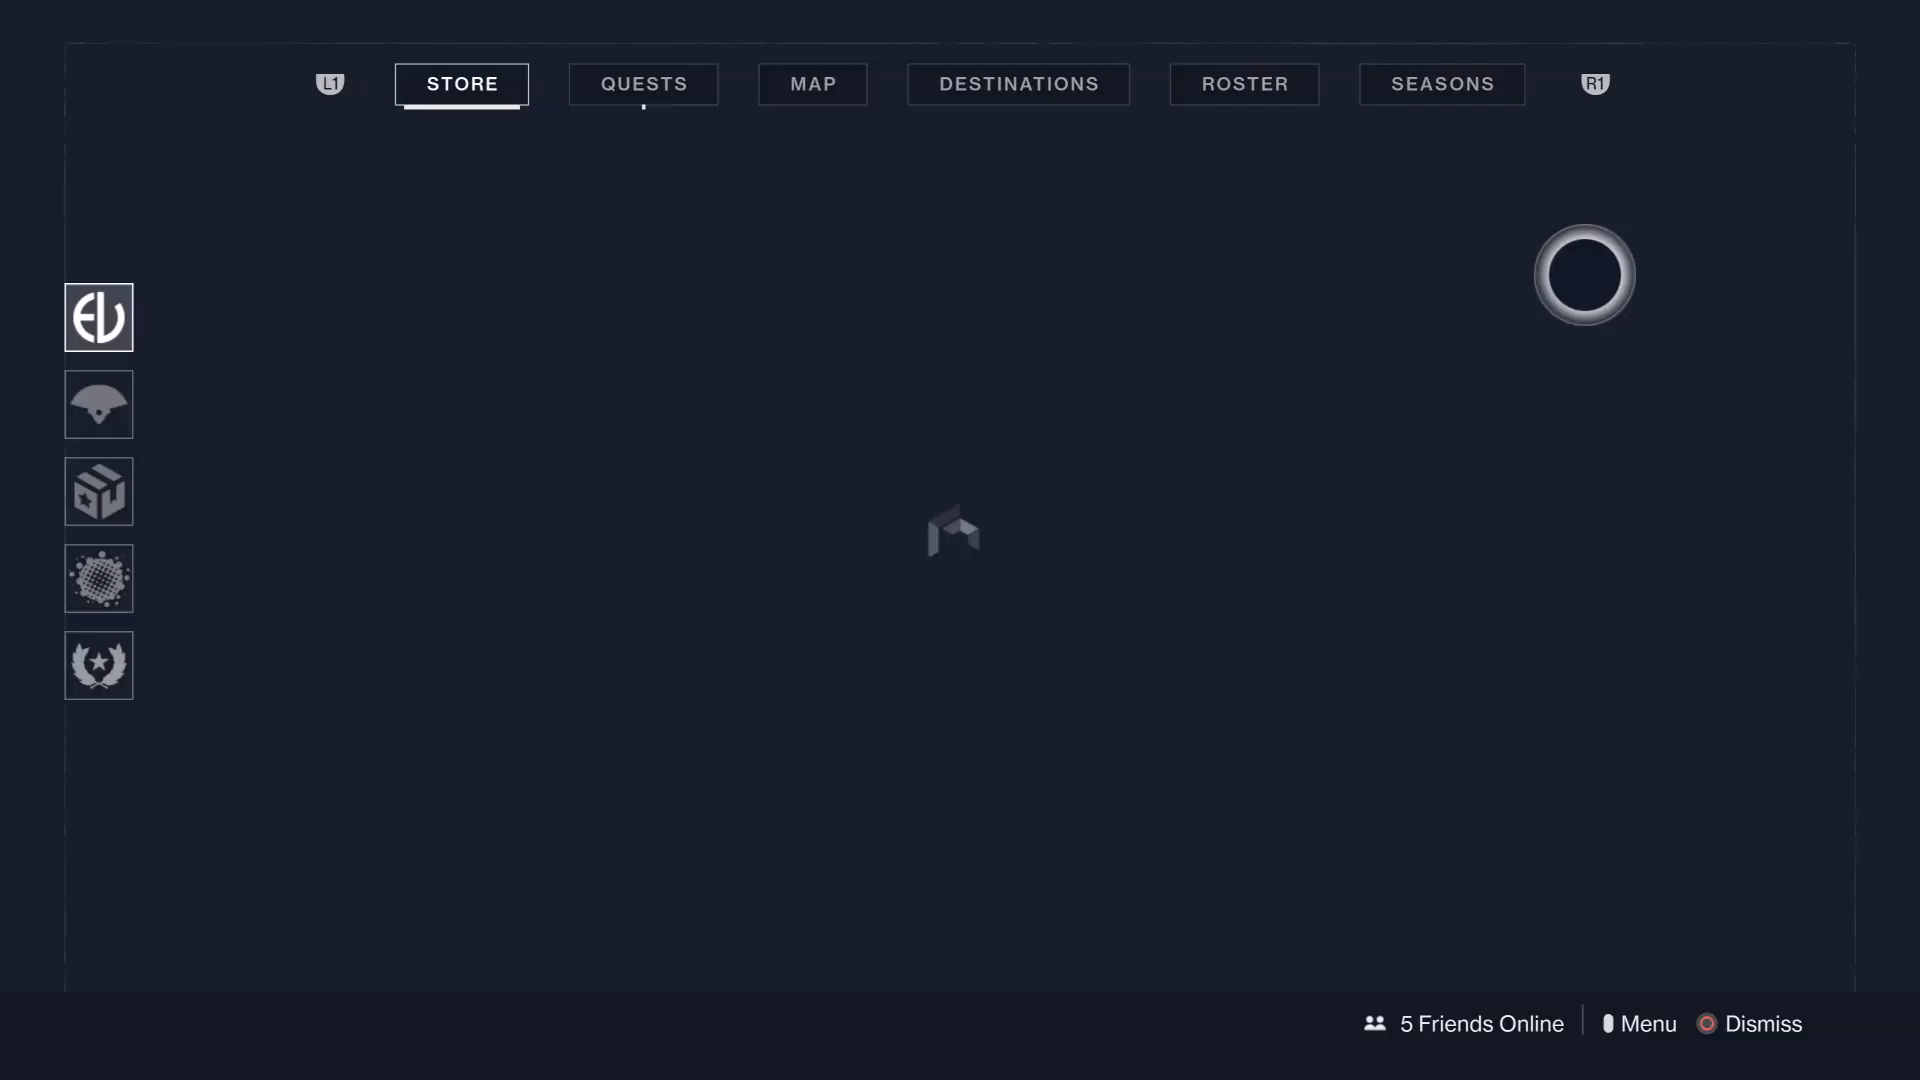 L1 STORE QUESTS MAP DESTINATIONS ROSTER SEASONS R1
5 Friends Online Menu Dismiss